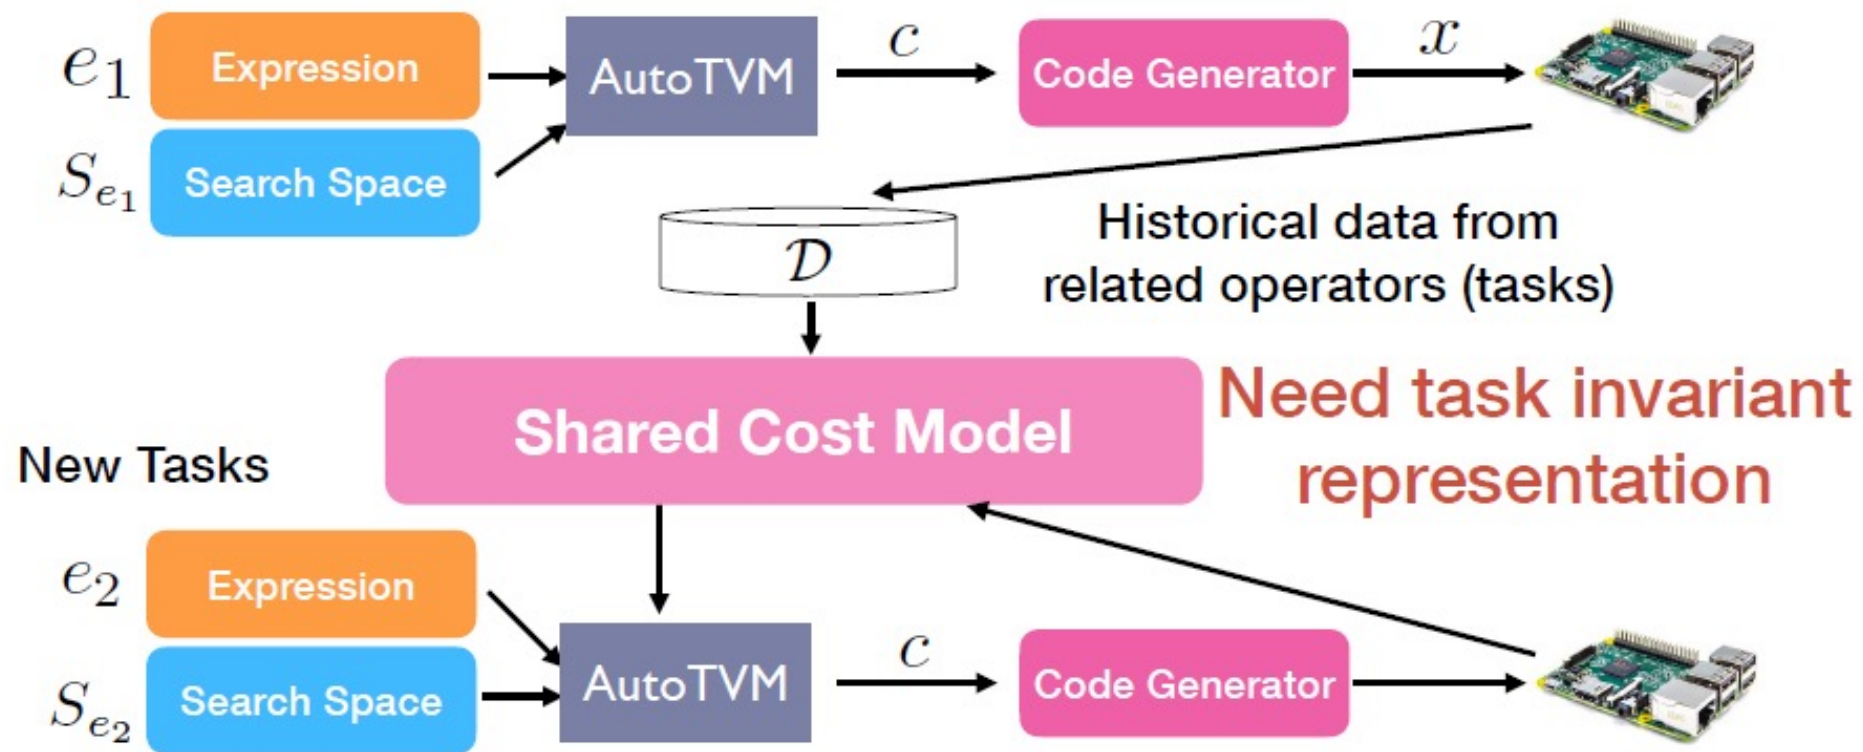 e₁ Expression AutoTVM c Code Generator x
Sₑ₁ Search Space
𝒟
Historical data from
related operators (tasks)
Shared Cost Model
Need task invariant
representation
New Tasks
e₂ Expression
Sₑ₂ Search Space AutoTVM c Code Generator